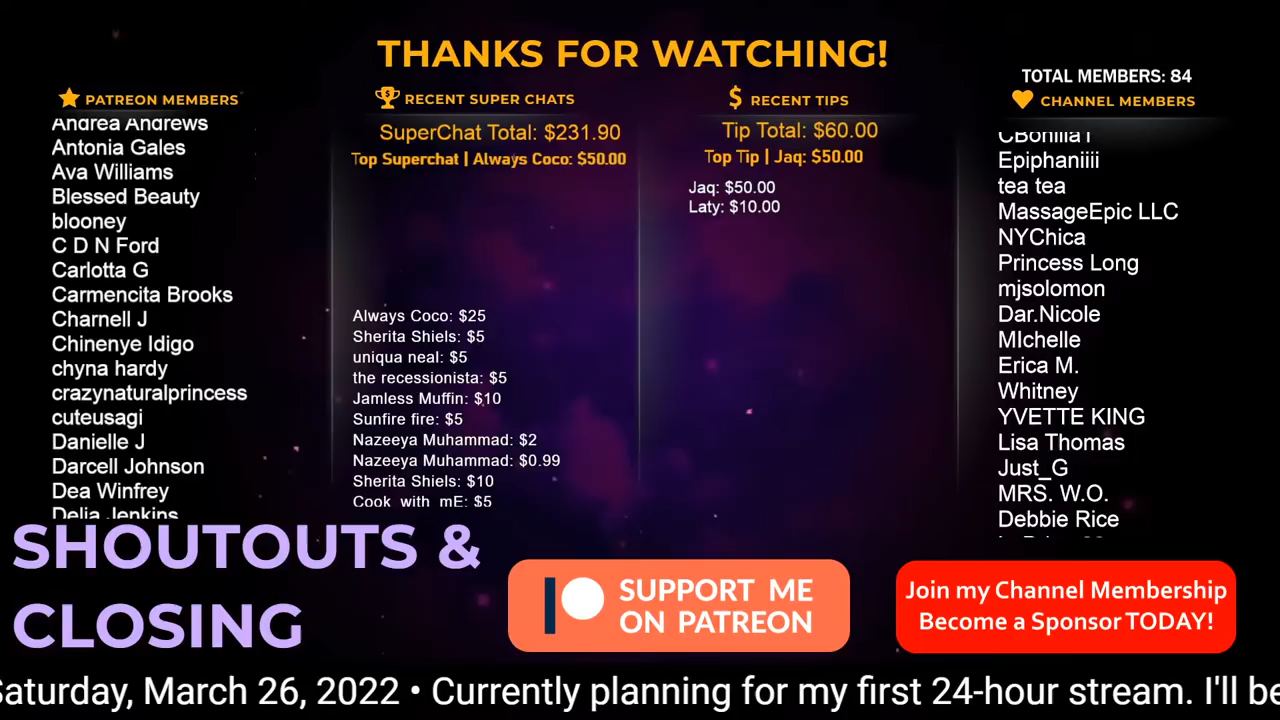 THANKS FOR WATCHING!
TOTAL MEMBERS: 84
PATREON MEMBERS
Andrea Andrews
Antonia Gales
Ava Williams
Blessed Beauty
blooney
C D N Ford
Carlotta G
Carmencita Brooks
Charnell J
Chinenye Idigo
chyna hardy
crazynaturalprincess
cuteusagi
Danielle J
Darcell Johnson
Dea Winfrey
Delia Jenkins
RECENT SUPER CHATS
SuperChat Total: $231.90
Top Superchat | Always Coco: $50.00
Always Coco: $25
Sherita Shiels: $5
uniqua neal: $5
the recessionista: $5
Jamless Muffin: $10
Sunfire fire: $5
Nazeeya Muhammad: $2
Nazeeya Muhammad: $0.99
Sherita Shiels: $10
Cook with mE: $5
RECENT TIPS
Tip Total: $60.00
Top Tip | Jaq: $50.00
Jaq: $50.00
Laty: $10.00
CHANNEL MEMBERS
Epiphaniiii
tea tea
MassageEpic LLC
NYChica
Princess Long
mjsolomon
Dar.Nicole
MIchelle
Erica M.
Whitney
YVETTE KING
Lisa Thomas
Just_G
MRS. W.O.
Debbie Rice
SHOUTOUTS &
CLOSING
SUPPORT ME
ON PATREON
Join my Channel Membership
Become a Sponsor TODAY!
Saturday, March 26, 2022 • Currently planning for my first 24-hour stream. I'll be